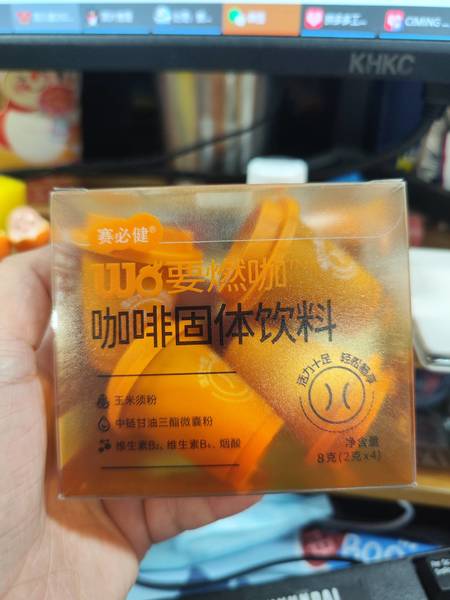 KHKC
赛必健®
要燃咖
咖啡固体饮料
活力十足 轻松畅享
玉米须粉
中链甘油三酯微囊粉
维生素B₂、维生素B₆、烟酸
净含量
8克(2克x4)